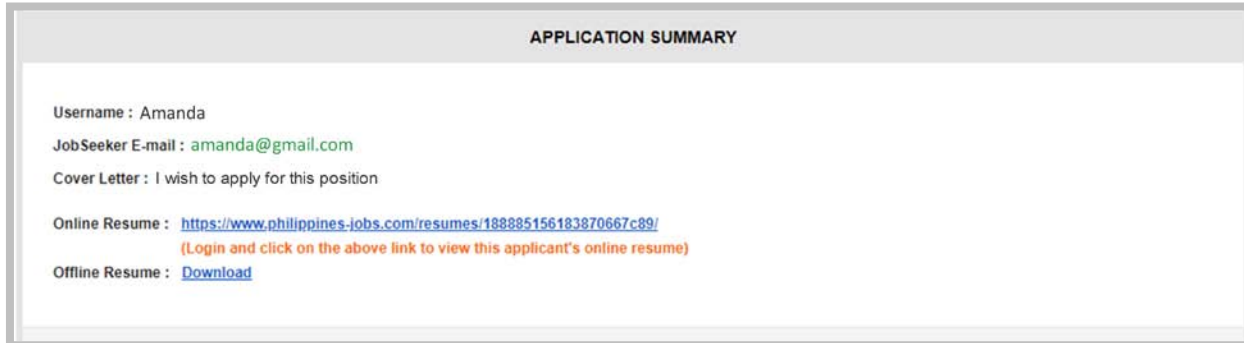 APPLICATION SUMMARY
Username : Amanda
JobSeeker E-mail : amanda@gmail.com
Cover Letter : I wish to apply for this position
Online Resume : https://www.philippines-jobs.com/resumes/188885156183870667c89/
(Login and click on the above link to view this applicant's online resume)
Offline Resume : Download